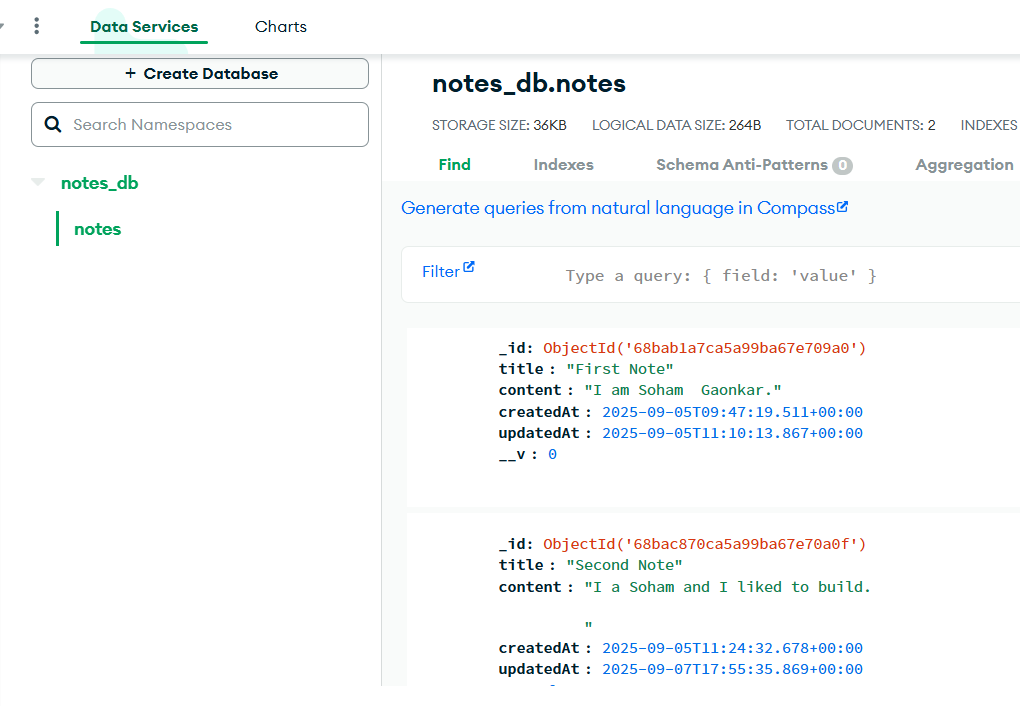 Data Services
Charts
+ Create Database
Search Namespaces
notes_db
notes
notes_db.notes
STORAGE SIZE: 36KB LOGICAL DATA SIZE: 264B TOTAL DOCUMENTS: 2 INDEXES
Find Indexes Schema Anti-Patterns 0 Aggregation
Generate queries from natural language in Compass
Filter Type a query: { field: 'value' }
_id: ObjectId('68bab1a7ca5a99ba67e709a0')
title : "First Note"
content : "I am Soham  Gaonkar."
createdAt : 2025-09-05T09:47:19.511+00:00
updatedAt : 2025-09-05T11:10:13.867+00:00
__v : 0
_id: ObjectId('68bac870ca5a99ba67e70a0f')
title : "Second Note"
content : "I a Soham and I liked to build.
"
createdAt : 2025-09-05T11:24:32.678+00:00
updatedAt : 2025-09-07T17:55:35.869+00:00